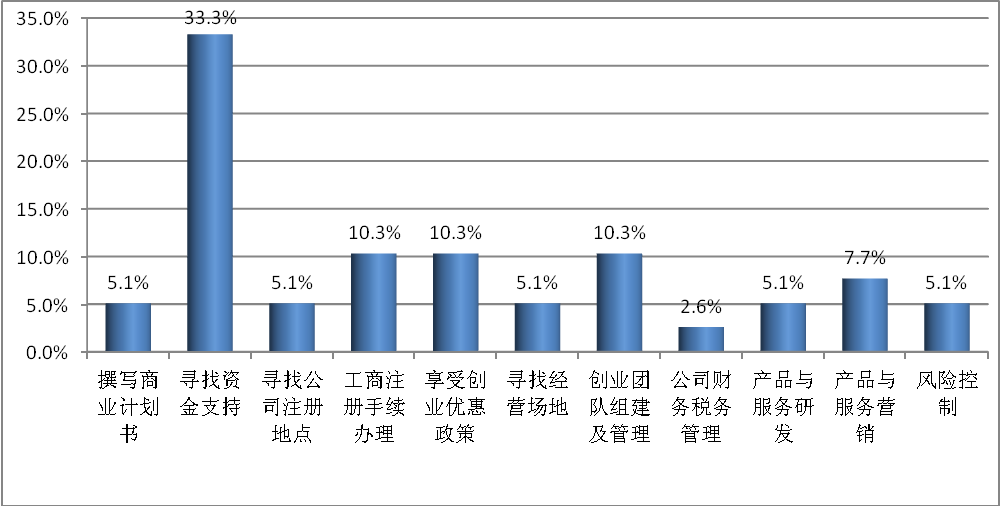 35.0%
30.0%
25.0%
20.0%
15.0%
10.0%
5.0%
0.0%
5.1%
33.3%
5.1%
10.3%
10.3%
5.1%
10.3%
2.6%
5.1%
7.7%
5.1%
撰写商
业计划
书
寻找资
金支持
寻找公
司注册
地点
工商注
册手续
办理
享受创
业优惠
政策
寻找经
营场地
创业团
队组建
及管理
公司财
务税务
管理
产品与
服务研
发
产品与
服务营
销
风险控
制